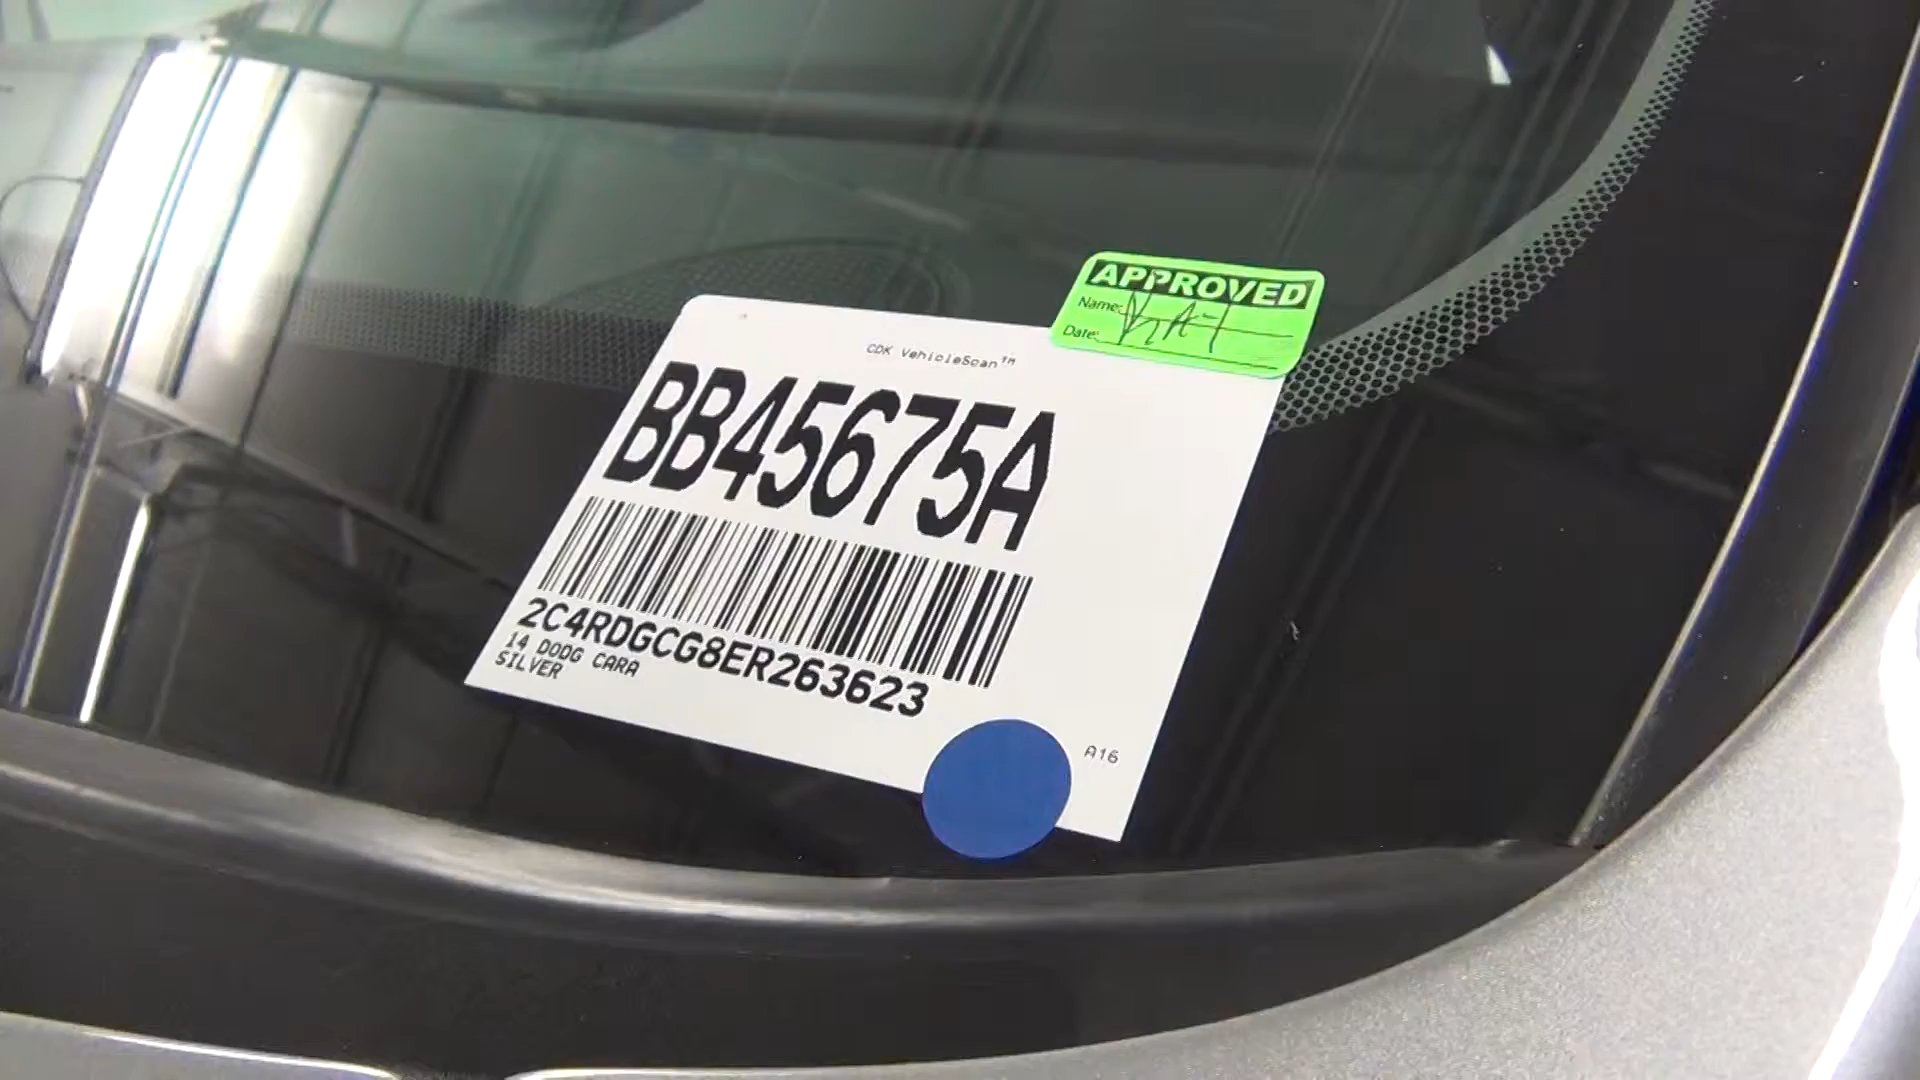 APPROVED
Name:
Date:
CDK VehicleScan™
BB45675A
2C4RDGCG8ER263623
14 DODG CARA
SILVER
A16